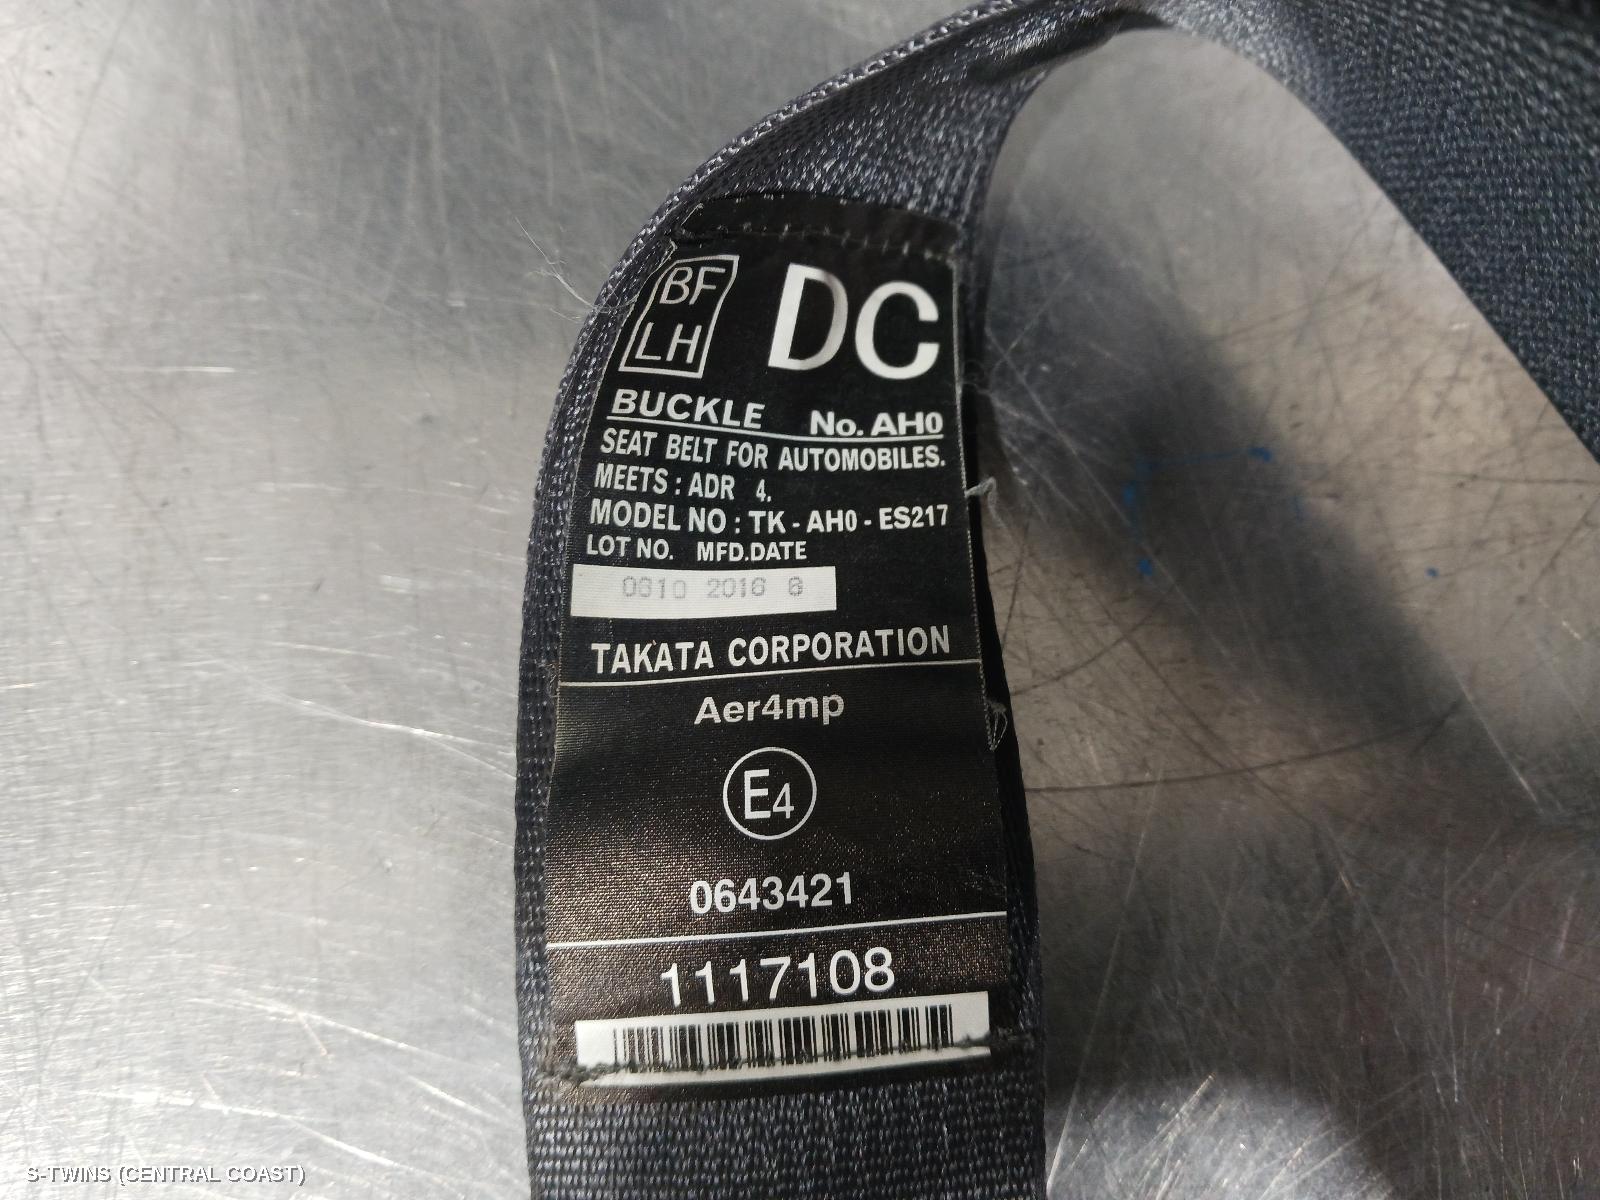 BF
LH
DC
BUCKLE No. AH0
SEAT BELT FOR AUTOMOBILES.
MEETS : ADR 4.
MODEL NO : TK - AH0 - ES217
LOT NO. MFD.DATE
0610 2016 6
TAKATA CORPORATION
Aer4mp
E4
0643421
1117108
S-TWINS (CENTRAL COAST)